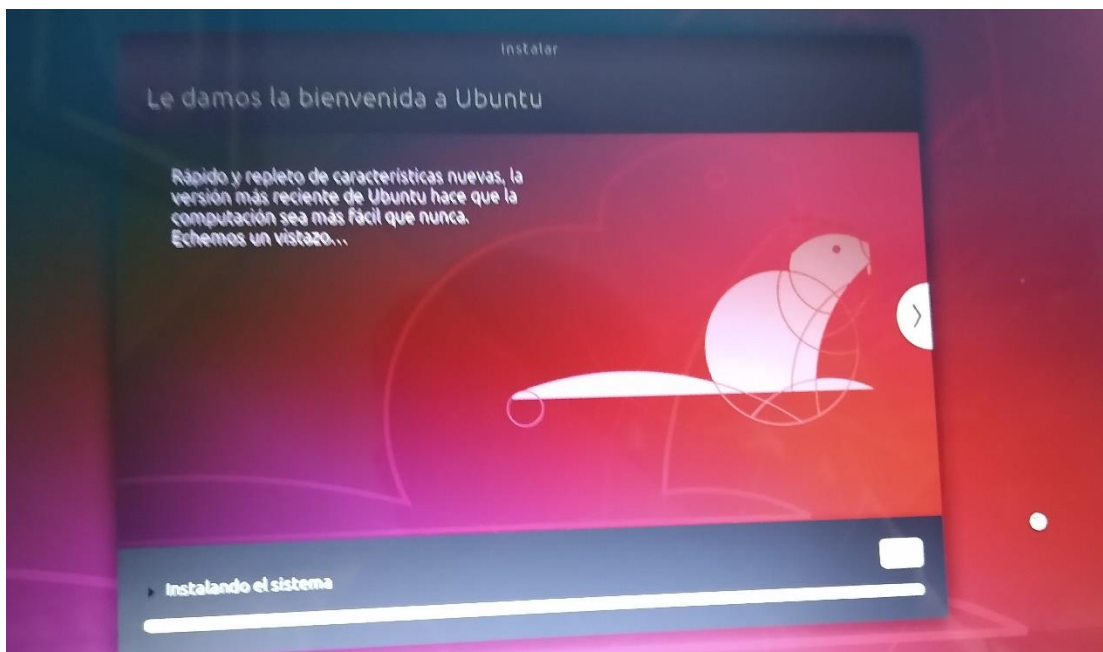 Instalar
Le damos la bienvenida a Ubuntu
Rápido y repleto de características nuevas, la
versión más reciente de Ubuntu hace que la
computación sea más fácil que nunca.
Echemos un vistazo...
Instalando el sistema